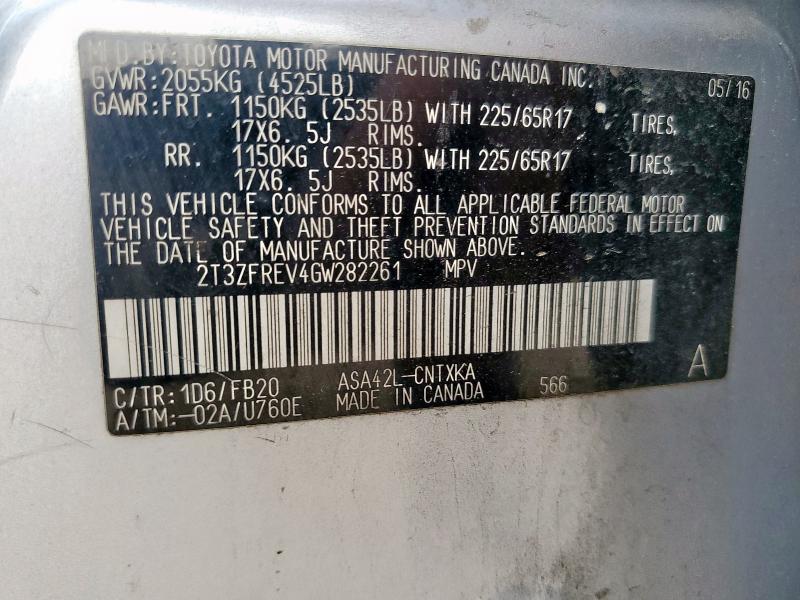 MFD. BY: TOYOTA MOTOR MANUFACTURING CANADA INC.
GVWR: 2055KG (4525LB) 05/16
GAWR: FRT. 1150KG (2535LB) WITH 225/65R17 TIRES,
17X6. 5J RIMS.
RR. 1150KG (2535LB) WITH 225/65R17 TIRES,
17X6. 5J RIMS.
THIS VEHICLE CONFORMS TO ALL APPLICABLE FEDERAL MOTOR
VEHICLE SAFETY AND THEFT PREVENTION STANDARDS IN EFFECT ON
THE DATE OF MANUFACTURE SHOWN ABOVE.
2T3ZFREV4GW282261 MPV
A
C/TR: 1D6/FB20 ASA42L-CNTXKA 566
A/TM:-02A/U760E MADE IN CANADA